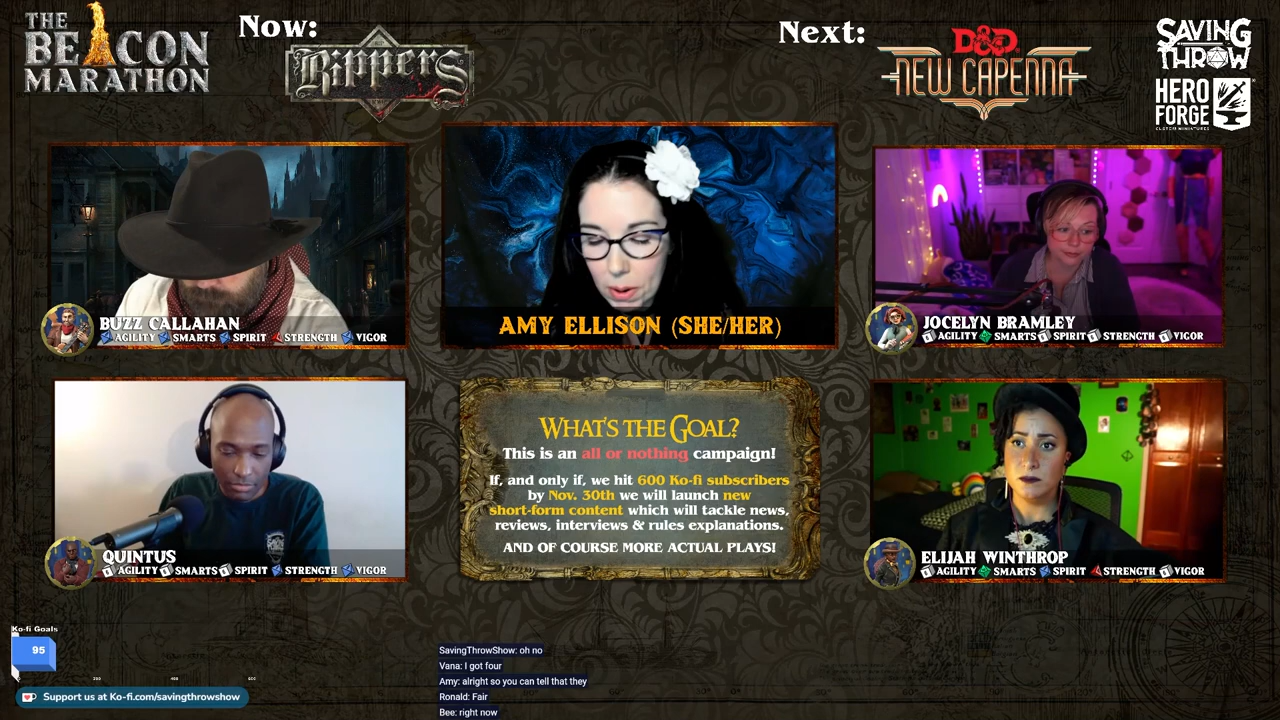 THE
BEACON
MARATHON
Now:
Rippers
Next:
D&D
NEW CAPENNA
SAVING
THROW
HERO
FORGE
CUSTOM MINIATURES
BUZZ CALLAHAN
AGILITY SMARTS SPIRIT STRENGTH VIGOR
AMY ELLISON (SHE/HER)
JOCELYN BRAMLEY
AGILITY SMARTS SPIRIT STRENGTH VIGOR
QUINTUS
AGILITY SMARTS SPIRIT STRENGTH VIGOR
WHAT'S THE GOAL?
This is an all or nothing campaign!
If, and only if, we hit 600 Ko-fi subscribers
by Nov. 30th we will launch new
short-form content which will tackle news,
reviews, interviews & rules explanations.
AND OF COURSE MORE ACTUAL PLAYS!
ELIJAH WINTHROP
AGILITY SMARTS SPIRIT STRENGTH VIGOR
Ko-fi Goals
95
Support us at Ko-fi.com/savingthrowshow
SavingThrowShow: oh no
Vana: I got four
Amy: alright so you can tell that they
Ronald: Fair
Bee: right now